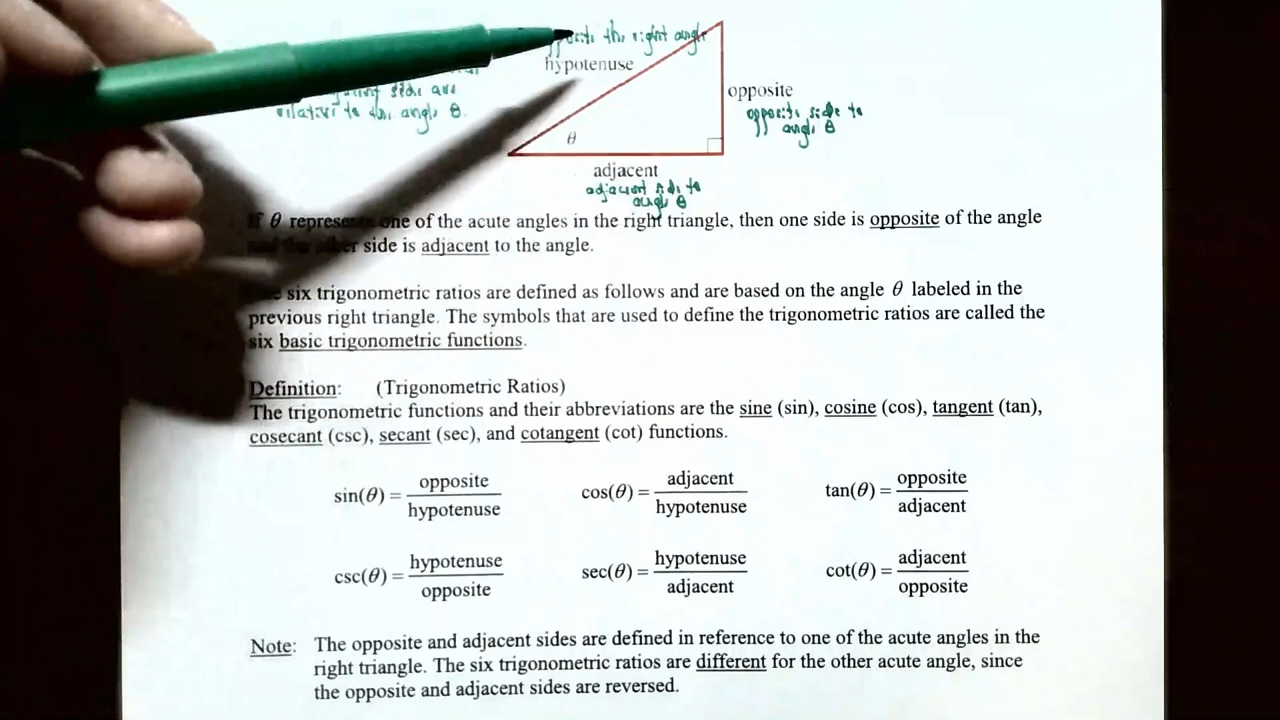 the right angle
hypotenuse
side are
relative to the angle θ.
opposite
opposite side to
angle θ
θ
adjacent
adjacent side to
angle θ
If θ represents one of the acute angles in the right triangle, then one side is opposite of the angle
other side is adjacent to the angle.
six trigonometric ratios are defined as follows and are based on the angle θ labeled in the
previous right triangle. The symbols that are used to define the trigonometric ratios are called the
six basic trigonometric functions.
Definition: (Trigonometric Ratios)
The trigonometric functions and their abbreviations are the sine (sin), cosine (cos), tangent (tan),
cosecant (csc), secant (sec), and cotangent (cot) functions.
sin(θ) = opposite / hypotenuse cos(θ) = adjacent / hypotenuse tan(θ) = opposite / adjacent
csc(θ) = hypotenuse / opposite sec(θ) = hypotenuse / adjacent cot(θ) = adjacent / opposite
Note: The opposite and adjacent sides are defined in reference to one of the acute angles in the
right triangle. The six trigonometric ratios are different for the other acute angle, since
the opposite and adjacent sides are reversed.